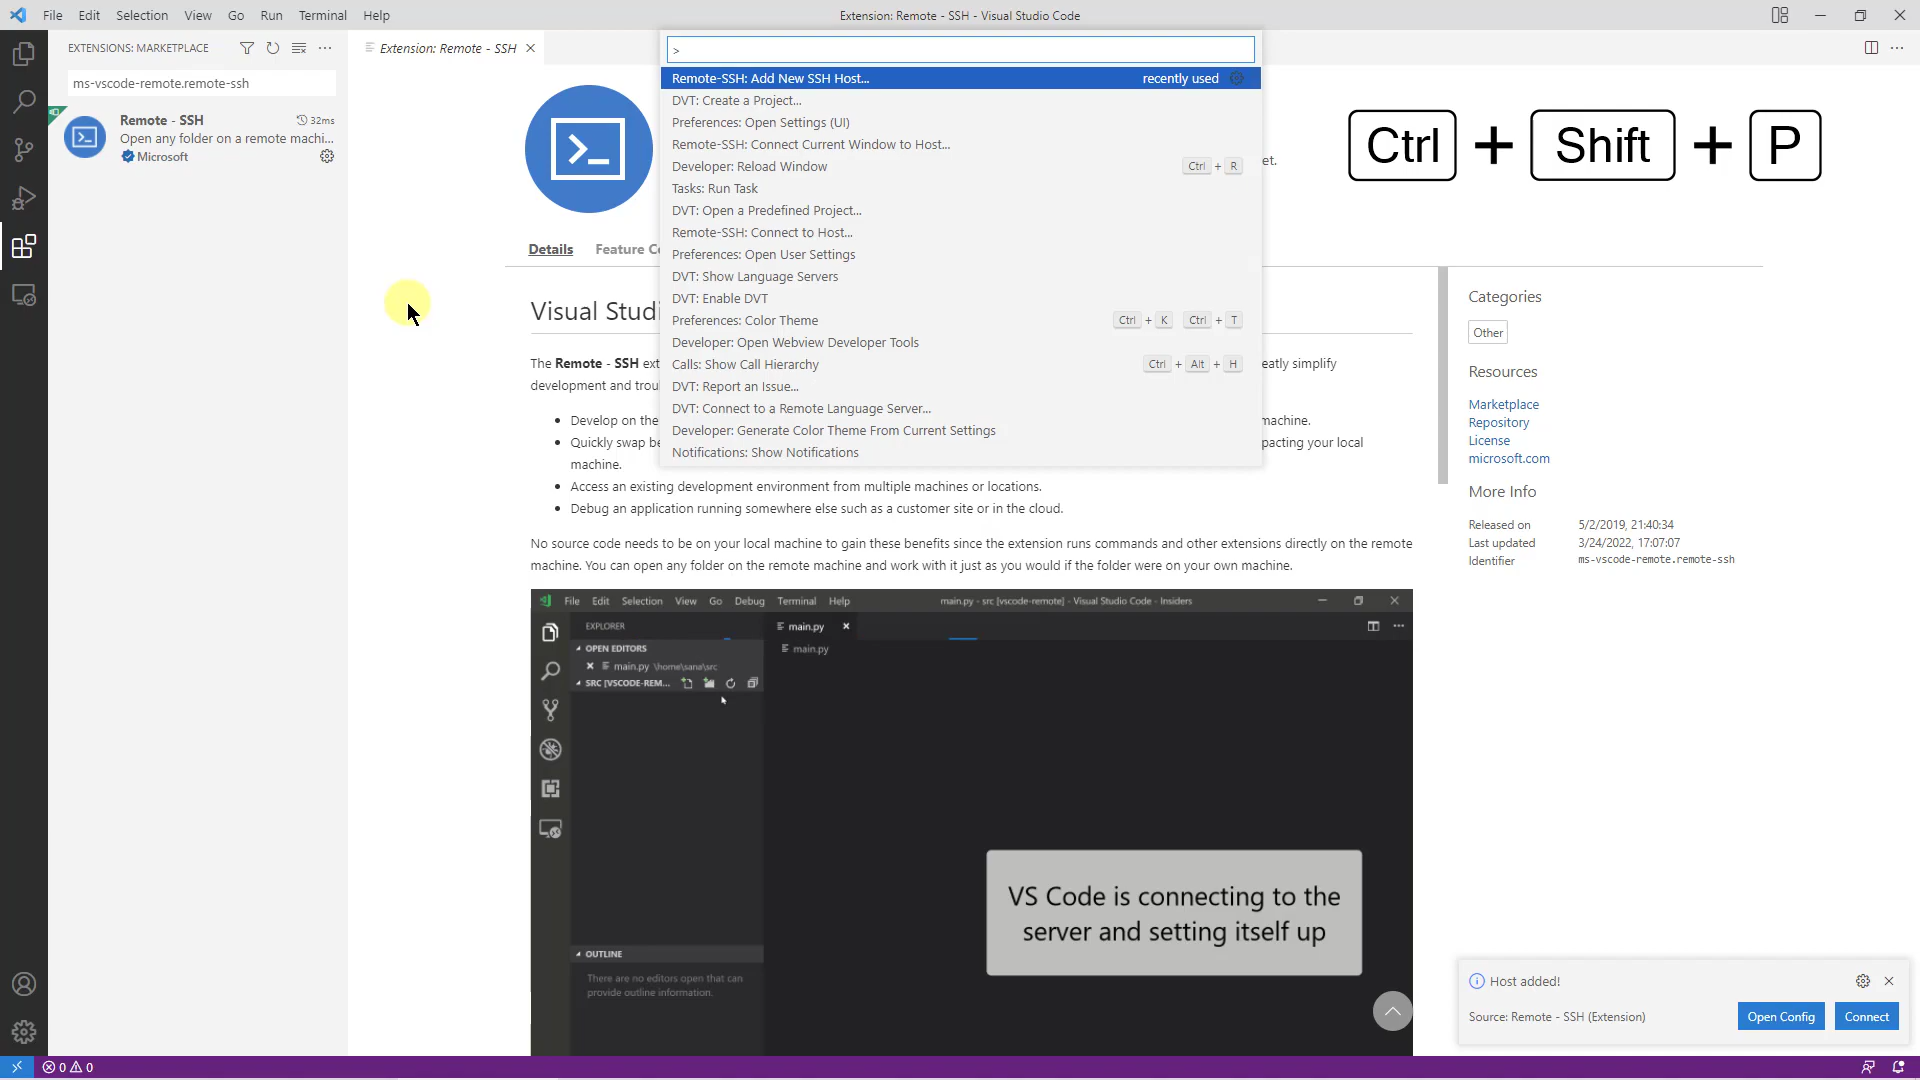 File Edit Selection View Go Run Terminal Help
Extension: Remote - SSH - Visual Studio Code
EXTENSIONS: MARKETPLACE
ms-vscode-remote.remote-ssh
Remote - SSH 32ms
Open any folder on a remote machi...
Microsoft
Extension: Remote - SSH
>
Remote-SSH: Add New SSH Host... recently used
DVT: Create a Project...
Preferences: Open Settings (UI)
Remote-SSH: Connect Current Window to Host...
Developer: Reload Window Ctrl + R
Tasks: Run Task
DVT: Open a Predefined Project...
Remote-SSH: Connect to Host...
Preferences: Open User Settings
DVT: Show Language Servers
DVT: Enable DVT
Preferences: Color Theme Ctrl + K Ctrl + T
Developer: Open Webview Developer Tools
Calls: Show Call Hierarchy Ctrl + Alt + H
DVT: Report an Issue...
DVT: Connect to a Remote Language Server...
Developer: Generate Color Theme From Current Settings
Notifications: Show Notifications
et.
Ctrl + Shift + P
Details Feature C
Visual Studi
The Remote - SSH ext eatly simplify
development and trou
Develop on the machine.
Quickly swap be pacting your local
machine.
Access an existing development environment from multiple machines or locations.
Debug an application running somewhere else such as a customer site or in the cloud.
No source code needs to be on your local machine to gain these benefits since the extension runs commands and other extensions directly on the remote
machine. You can open any folder on the remote machine and work with it just as you would if the folder were on your own machine.
File Edit Selection View Go Debug Terminal Help
main.py - src [vscode-remote] - Visual Studio Code - Insiders
EXPLORER
OPEN EDITORS
main.py \home\sana\src
SRC [VSCODE-REM...
main.py
main.py
VS Code is connecting to the
server and setting itself up
OUTLINE
There are no editors open that can
provide outline information.
Categories
Other
Resources
Marketplace
Repository
License
microsoft.com
More Info
Released on 5/2/2019, 21:40:34
Last updated 3/24/2022, 17:07:07
Identifier ms-vscode-remote.remote-ssh
Host added!
Source: Remote - SSH (Extension) Open Config Connect
0 0